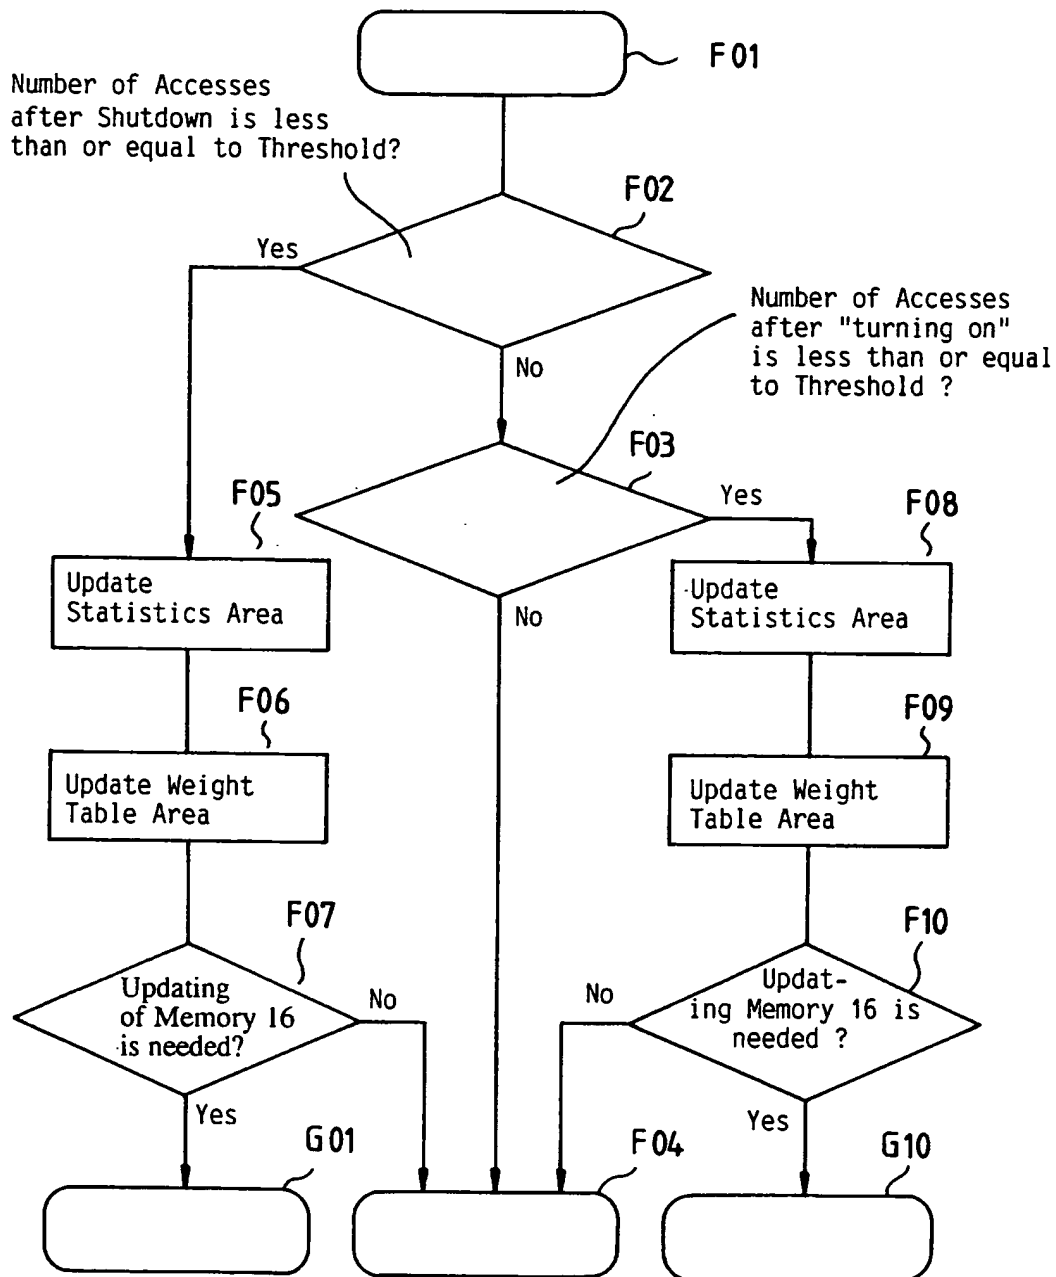 F01
Number of Accesses
after Shutdown is less
than or equal to Threshold?
F02
Yes
No
Number of Accesses
after "turning on"
is less than or equal
to Threshold ?
F03
Yes
No
F05
Update
Statistics Area
F08
Update
Statistics Area
F06
Update Weight
Table Area
F09
Update Weight
Table Area
F07
Updating
of Memory 16
is needed?
No
Yes
F10
Updat-
ing Memory 16 is
needed ?
No
Yes
G01
F04
G10